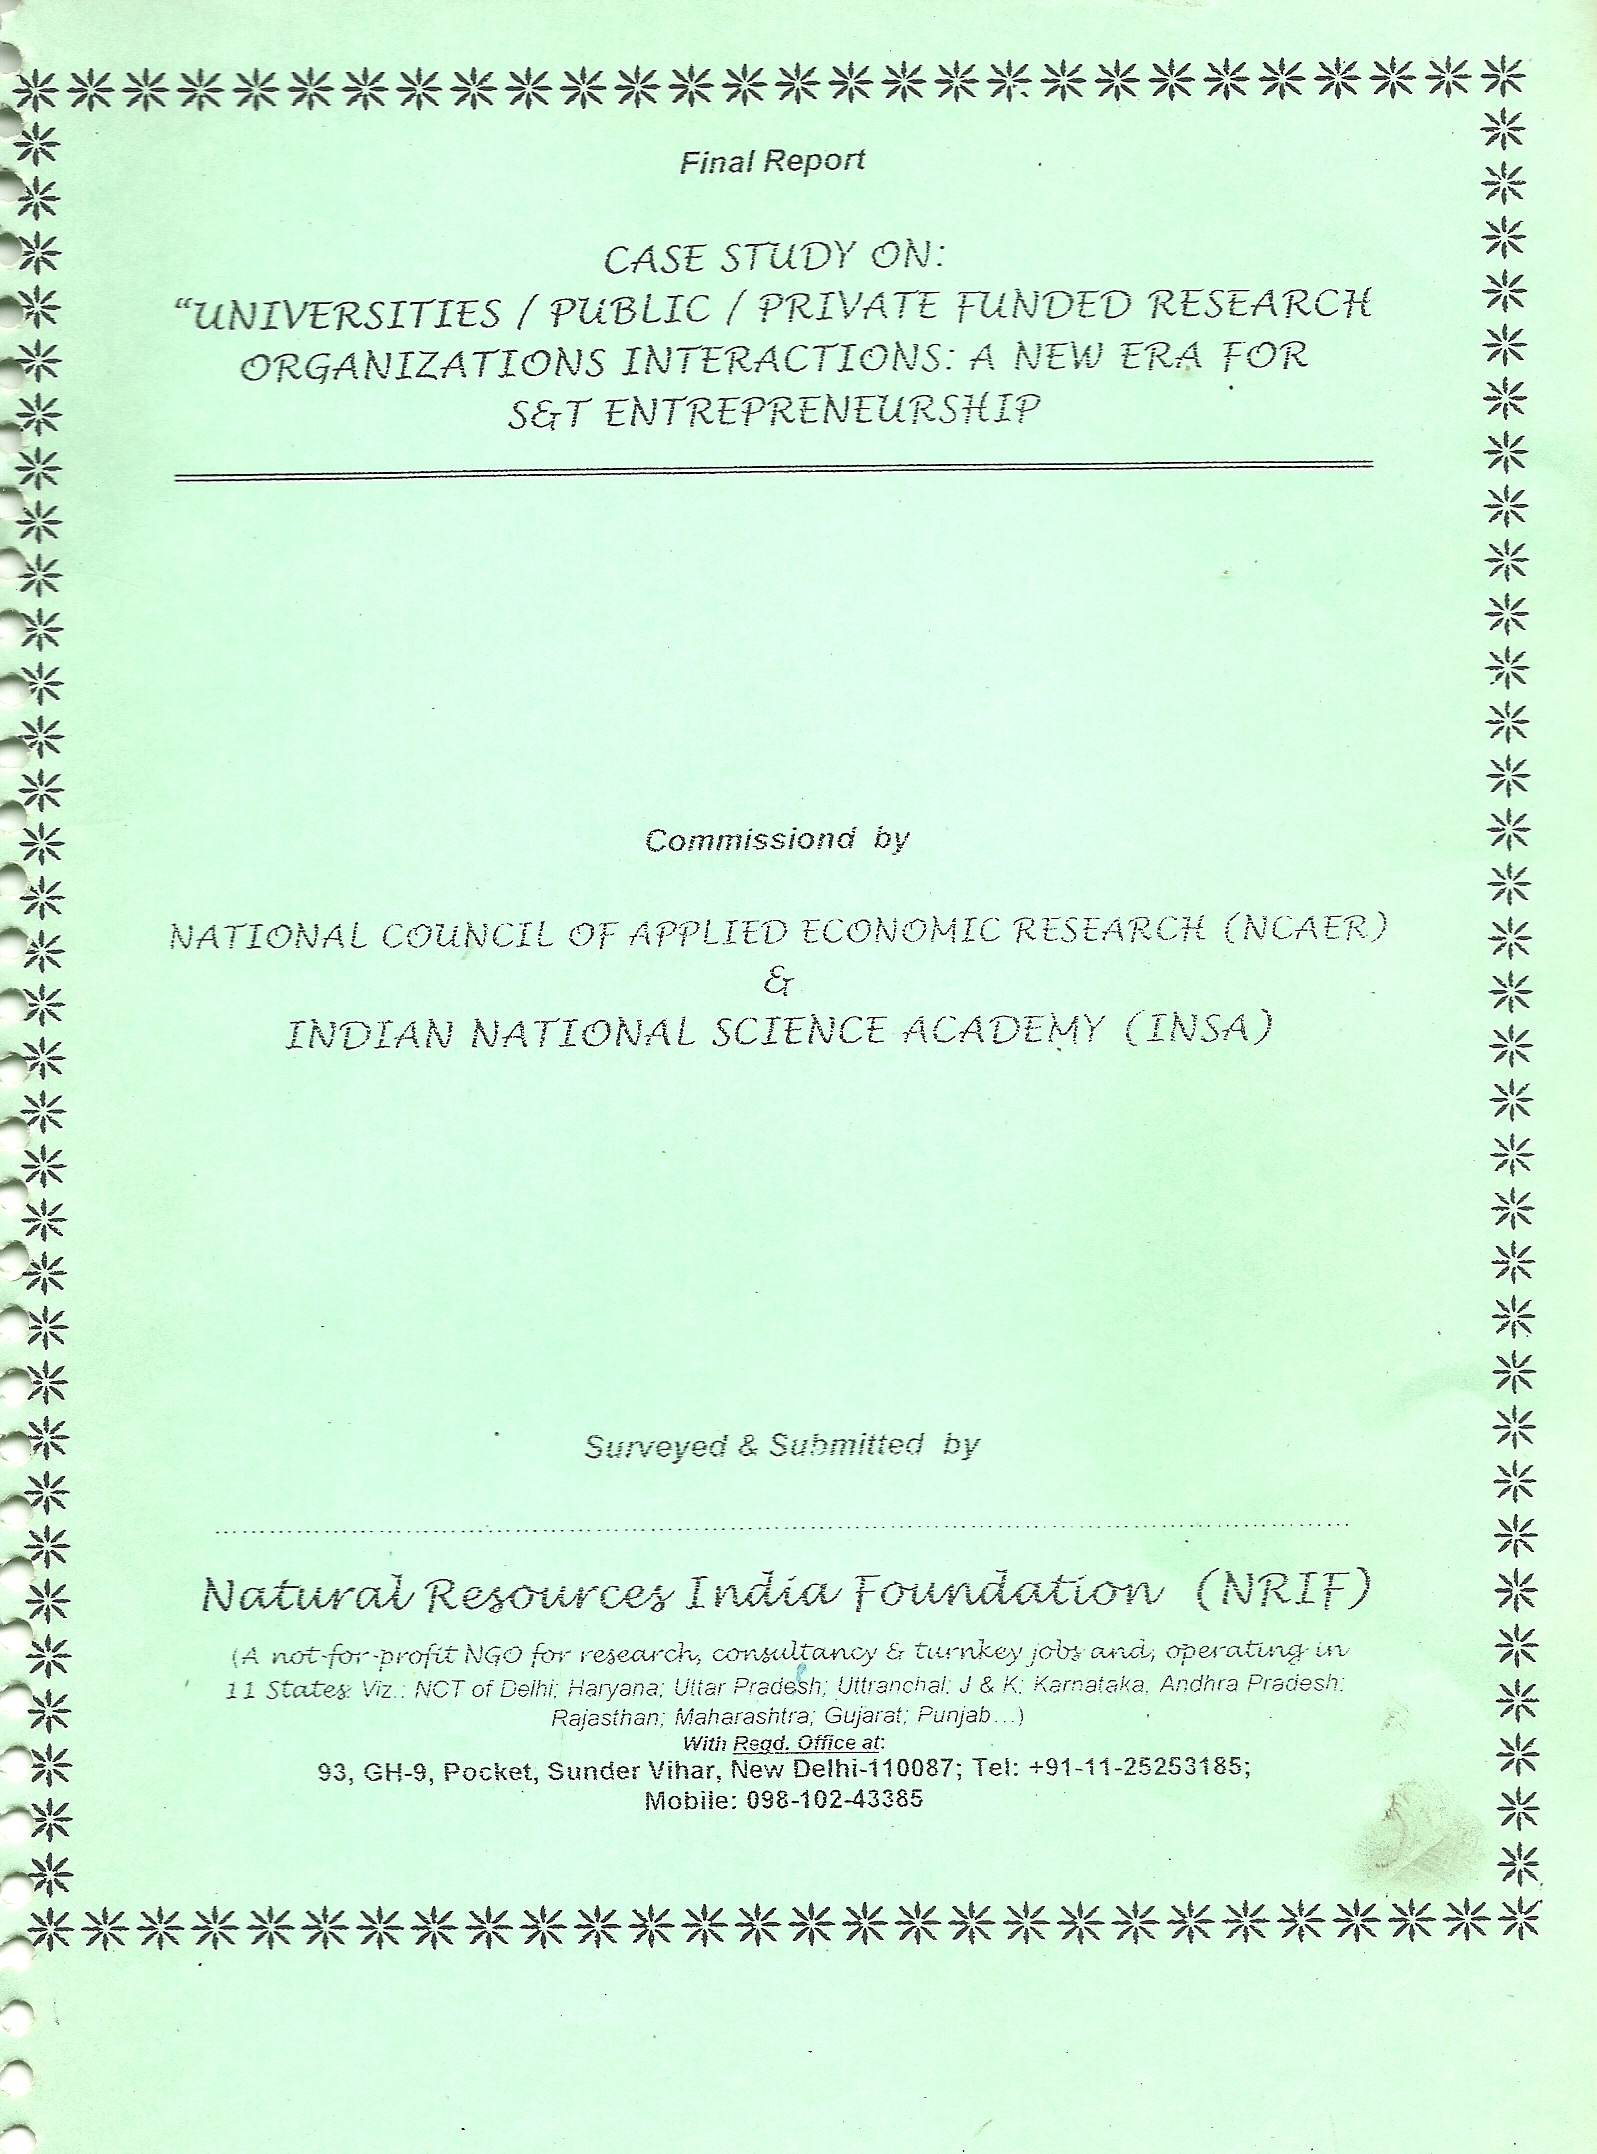 Final Report
CASE STUDY ON:
“UNIVERSITIES / PUBLIC / PRIVATE FUNDED RESEARCH
ORGANIZATIONS INTERACTIONS: A NEW ERA FOR
S&T ENTREPRENEURSHIP
Commissiond by
NATIONAL COUNCIL OF APPLIED ECONOMIC RESEARCH (NCAER)
&
INDIAN NATIONAL SCIENCE ACADEMY (INSA)
Surveyed & Submitted by
Natural Resources India Foundation (NRIF)
(A not-for-profit NGO for research, consultancy & turnkey jobs and, operating in
11 States: Viz.: NCT of Delhi; Haryana; Uttar Pradesh; Uttranchal; J & K; Karnataka; Andhra Pradesh;
Rajasthan; Maharashtra; Gujarat; Punjab...)
With Regd. Office at:
93, GH-9, Pocket, Sunder Vihar, New Delhi-110087; Tel: +91-11-25253185;
Mobile: 098-102-43385